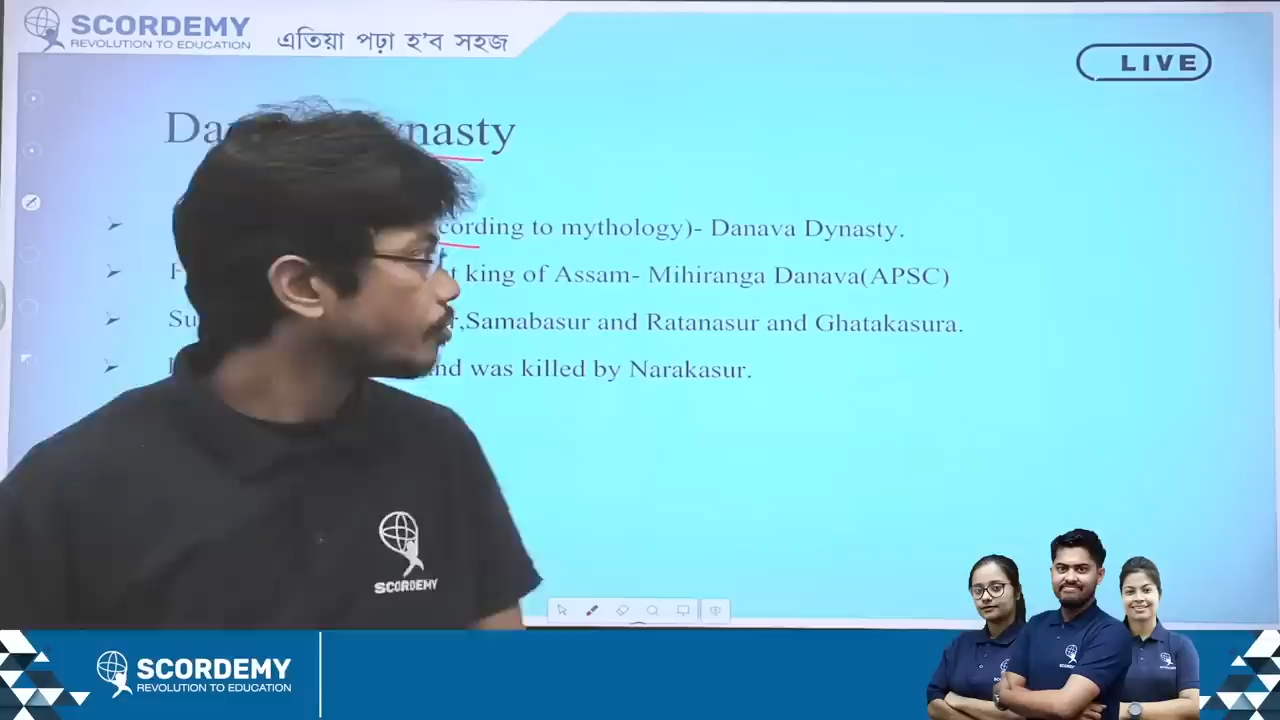 SCORDEMY
REVOLUTION TO EDUCATION
এতিয়া পঢ়া হ'ব সহজ
LIVE
Da nasty
cording to mythology)- Danava Dynasty.
king of Assam- Mihiranga Danava(APSC)
Su r,Samabasur and Ratanasur and Ghatakasura.
nd was killed by Narakasur.
SCORDEMY
SCORDEMY
REVOLUTION TO EDUCATION